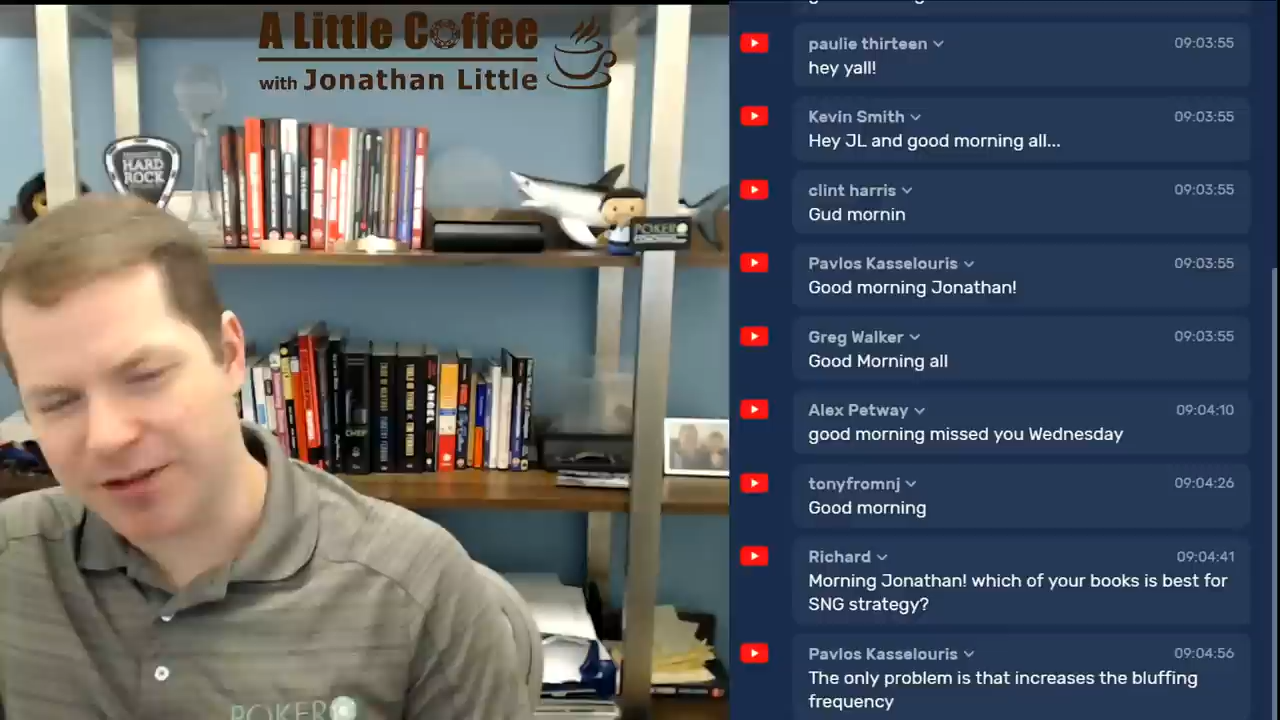 A Little Coffee
with Jonathan Little
HARD
ROCK
POKER
ANGEL
POKER
paulie thirteen
09:03:55
hey yall!
Kevin Smith
09:03:55
Hey JL and good morning all...
clint harris
09:03:55
Gud mornin
Pavlos Kasselouris
09:03:55
Good morning Jonathan!
Greg Walker
09:03:55
Good Morning all
Alex Petway
09:04:10
good morning missed you Wednesday
tonyfromnj
09:04:26
Good morning
Richard
09:04:41
Morning Jonathan! which of your books is best for
SNG strategy?
Pavlos Kasselouris
09:04:56
The only problem is that increases the bluffing
frequency